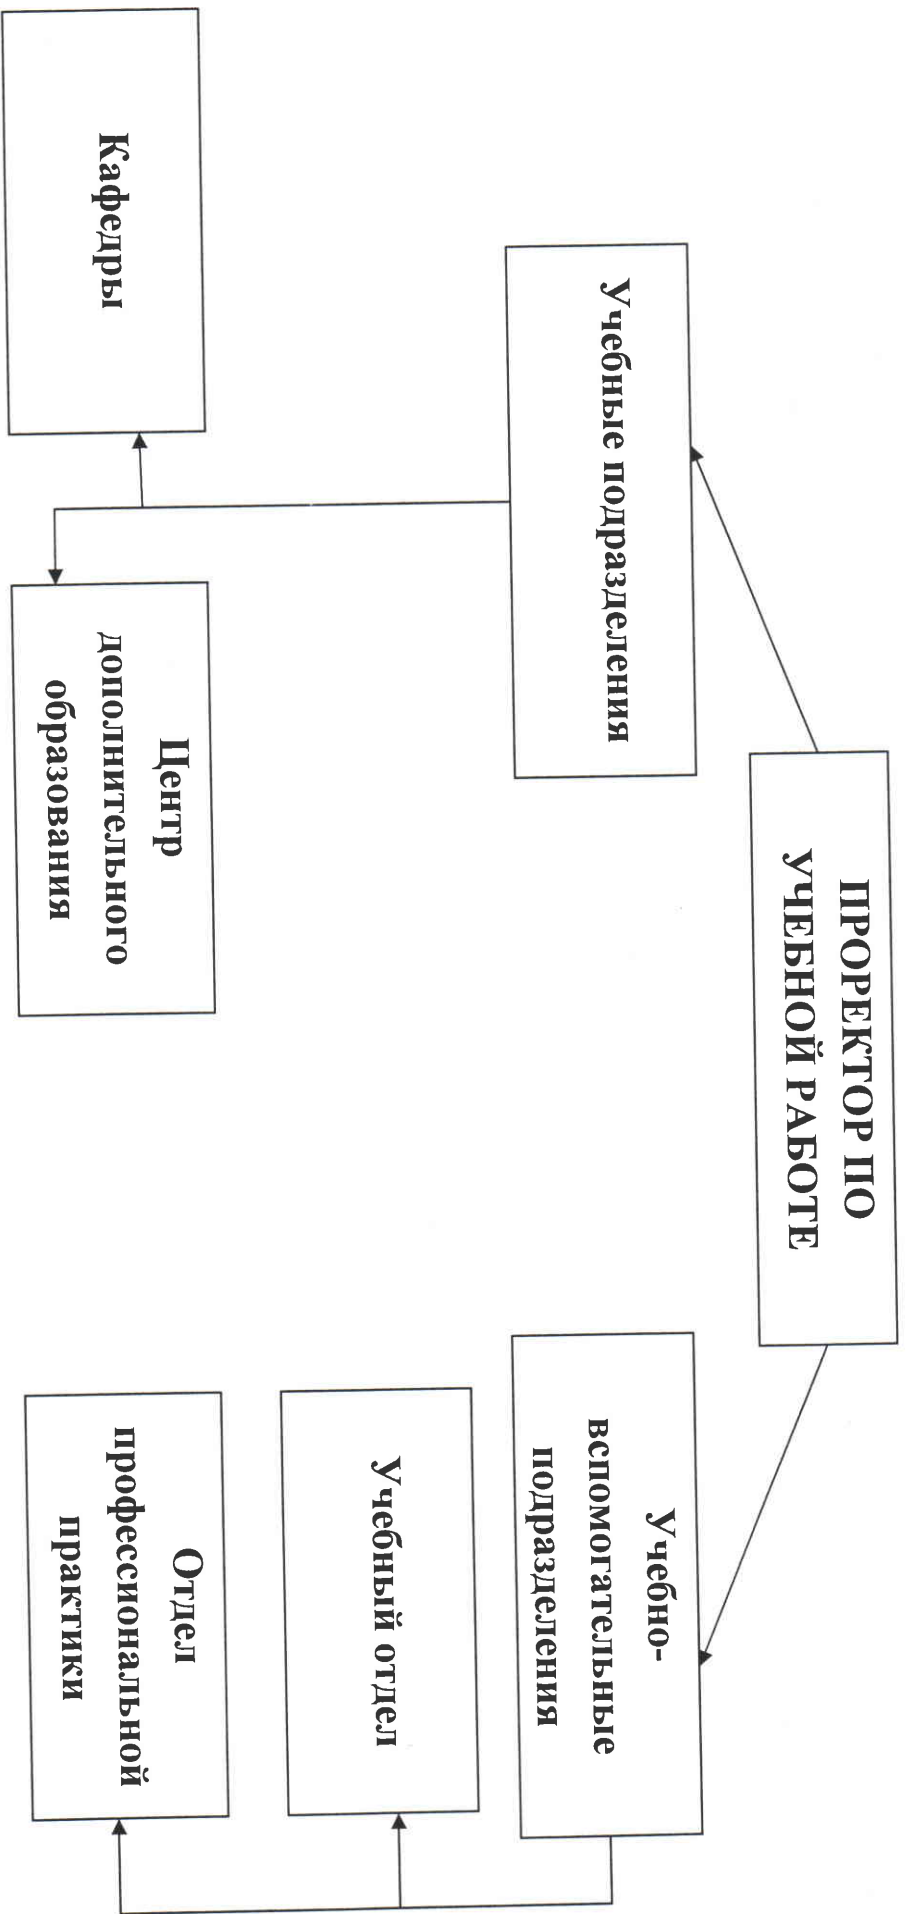 ПРОРЕКТОР ПО
УЧЕБНОЙ РАБОТЕ
Учебные подразделения
Учебно-
вспомогательные
подразделения
Учебный отдел
Кафедры
Центр
дополнительного
образования
Отдел
профессиональной
практики